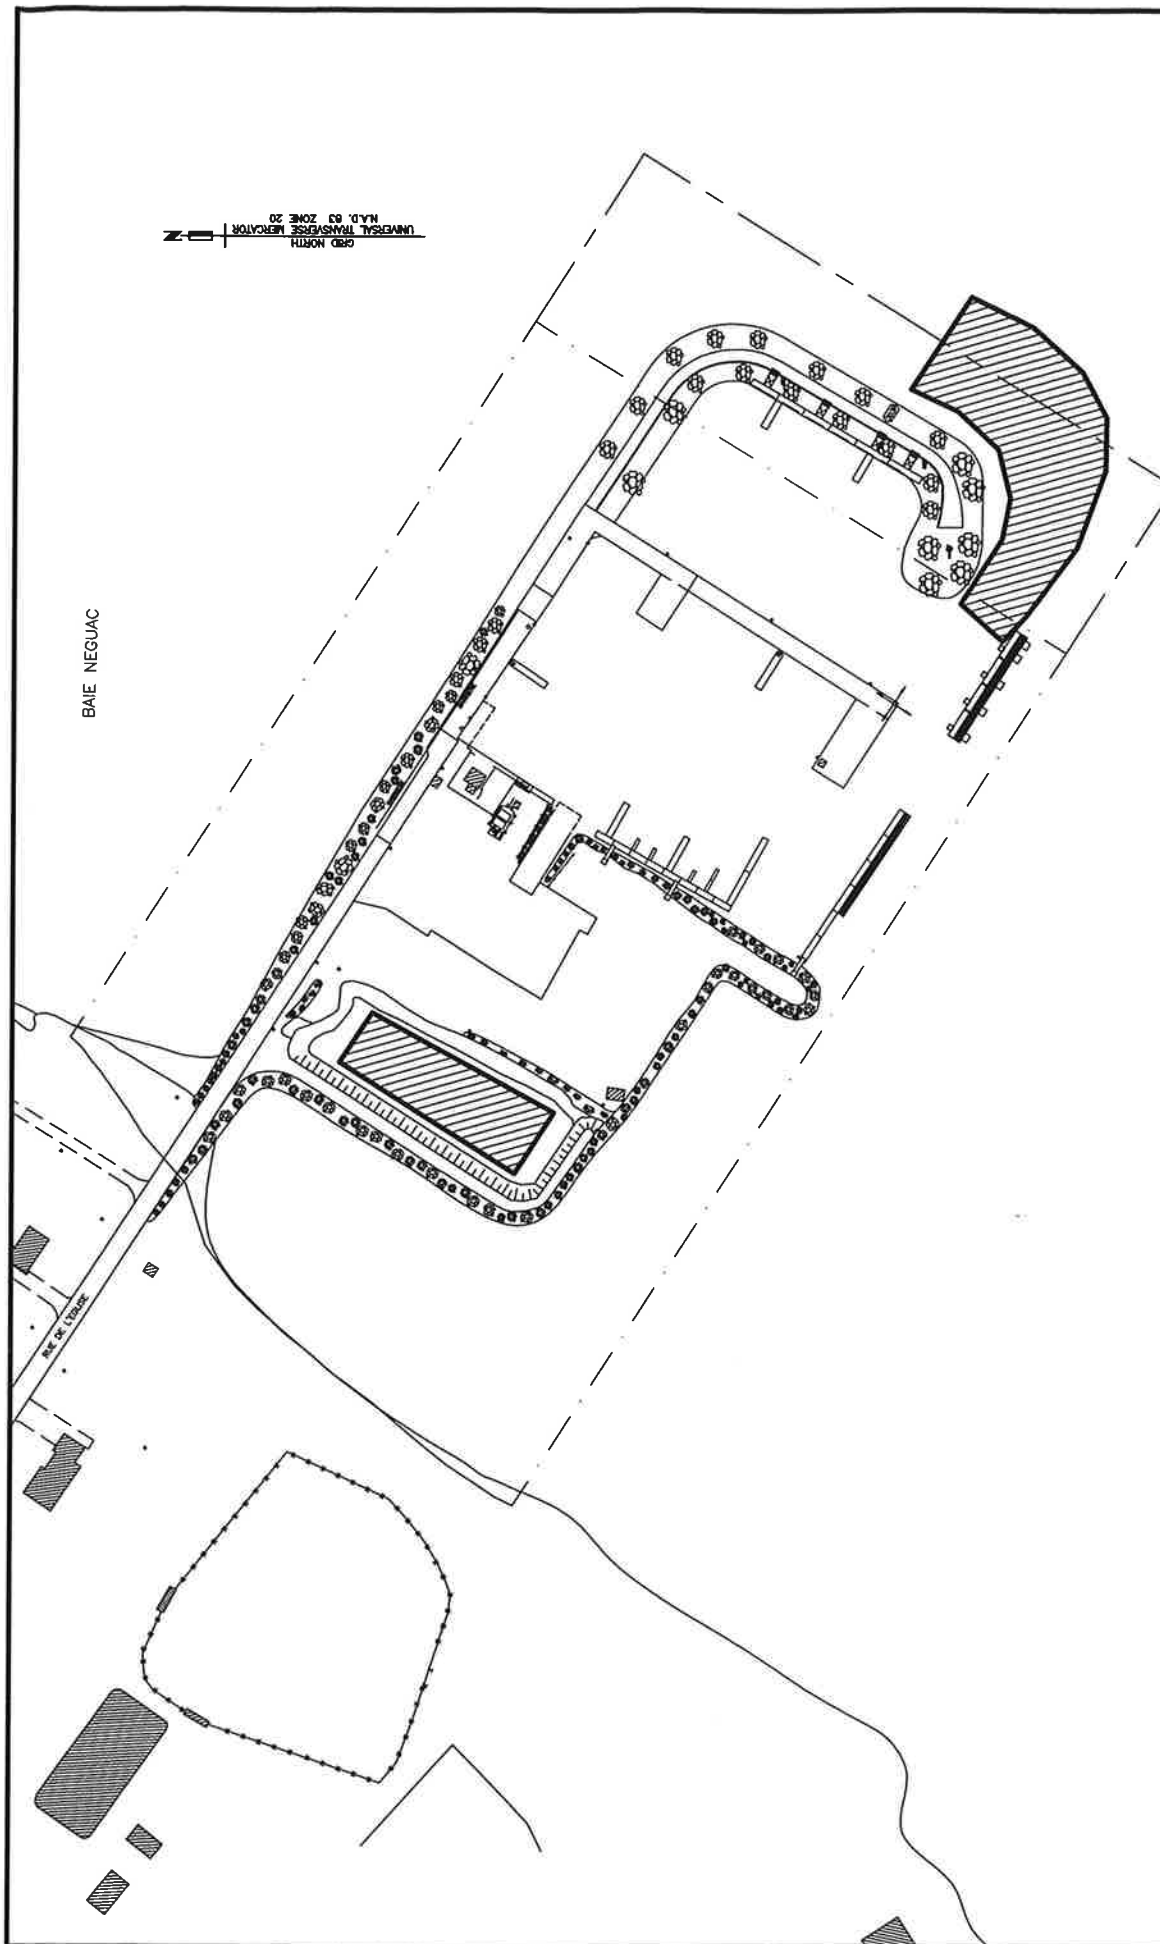 GRID NORTH
UNIVERSAL TRANSVERSE MERCATOR
N.A.D. 83 ZONE 20
N
BAIE NEGUAC
RUE DE L'EGLISE